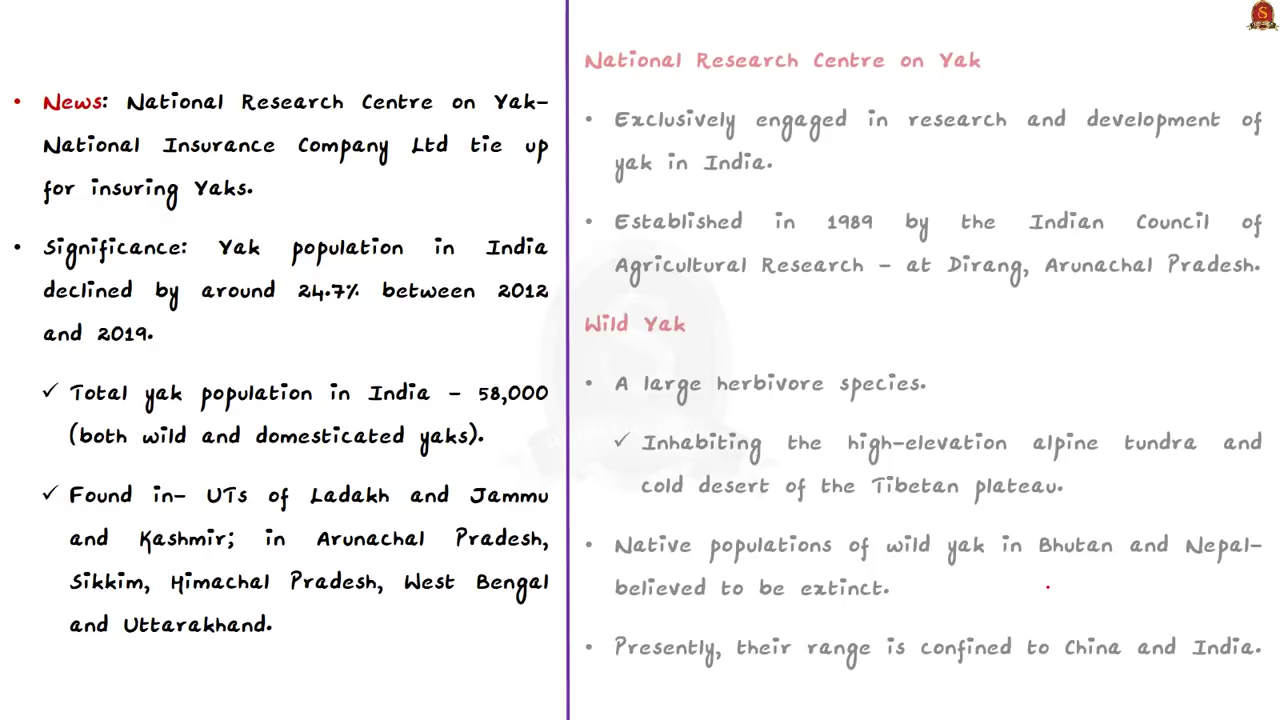 News: National Research Centre on Yak-
National Insurance Company Ltd tie up
for insuring Yaks.
Significance: Yak population in India
declined by around 24.7% between 2012
and 2019.
Total yak population in India - 58,000
(both wild and domesticated yaks).
Found in- UTs of Ladakh and Jammu
and Kashmir; in Arunachal Pradesh,
Sikkim, Himachal Pradesh, West Bengal
and Uttarakhand.
National Research Centre on Yak
Exclusively engaged in research and development of
yak in India.
Established in 1989 by the Indian Council of
Agricultural Research - at Dirang, Arunachal Pradesh.
Wild Yak
A large herbivore species.
Inhabiting the high-elevation alpine tundra and
cold desert of the Tibetan plateau.
Native populations of wild yak in Bhutan and Nepal-
believed to be extinct.
Presently, their range is confined to China and India.